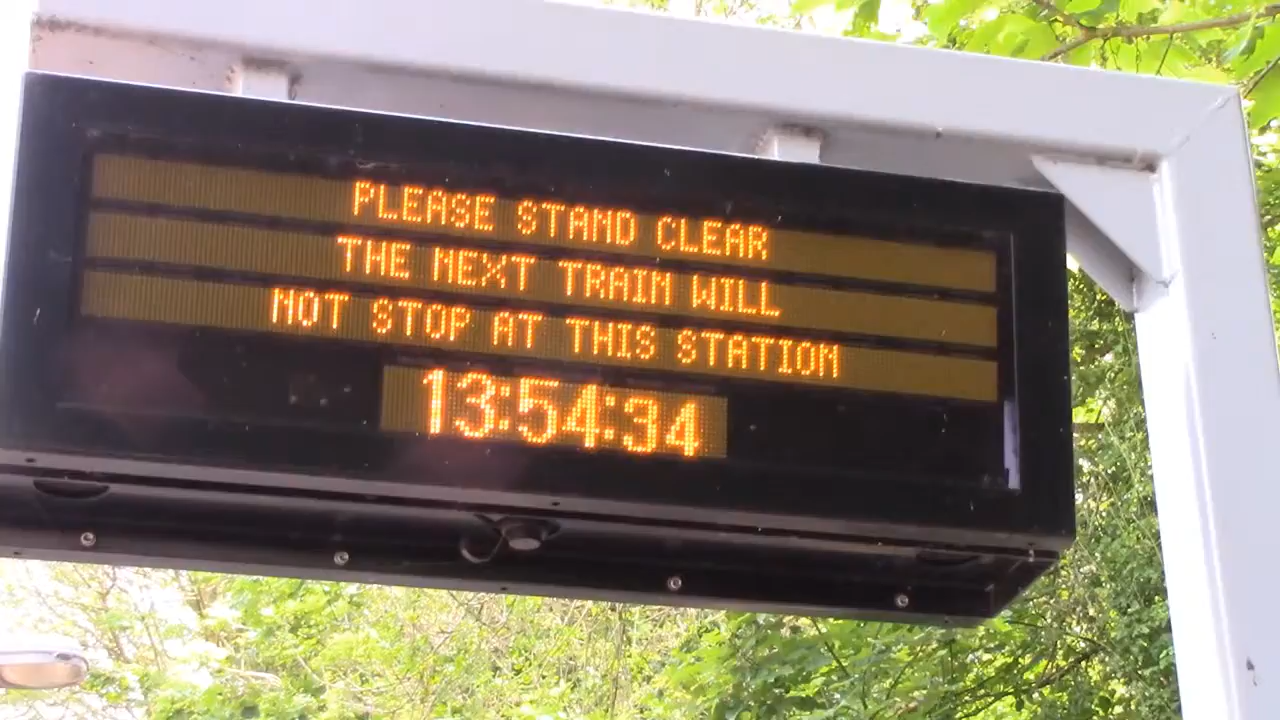 PLEASE STAND CLEAR
THE NEXT TRAIN WILL
NOT STOP AT THIS STATION
13:54:34